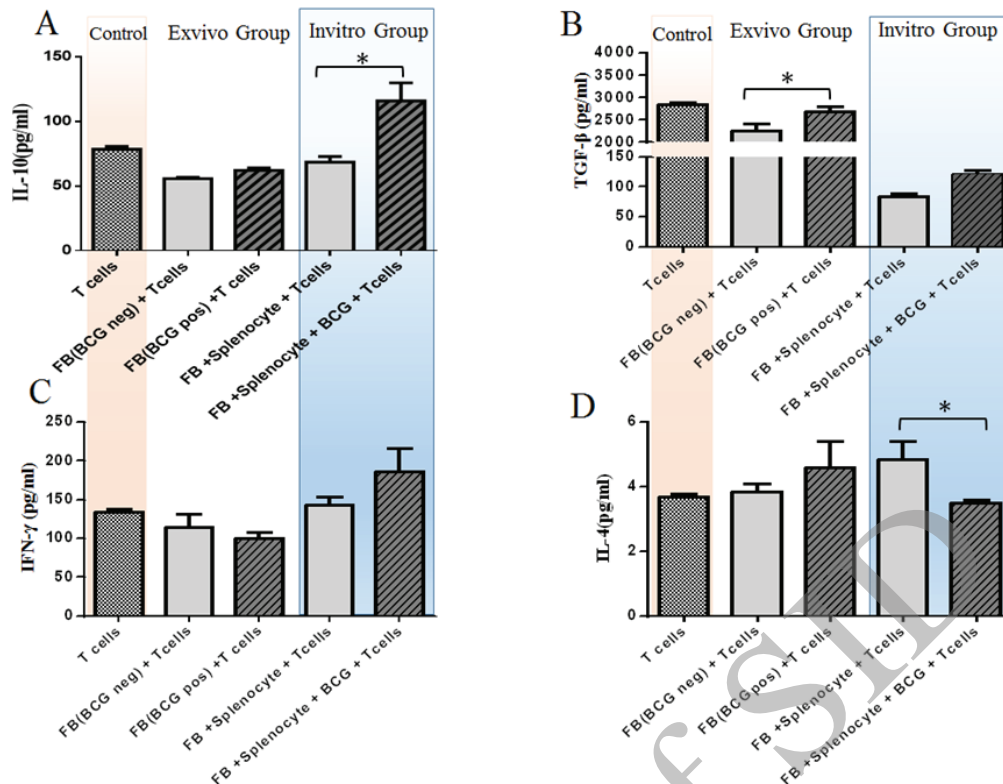 A
Control
Exvivo Group
Invitro Group
IL-10(pg/ml)
150
*
100
50
0
T cells
FB(BCG neg) + Tcells
FB(BCG pos)+T cells
FB +Splenocyte + Tcells
FB +Splenocyte + BCG + Tcells
B
Control
Exvivo Group
Invitro Group
TGF-β (pg/ml)
3000
*
2500
2000
150
100
50
0
T cells
FB(BCG neg) + Tcells
FB(BCG pos)+T cells
FB +Splenocyte + Tcells
FB +Splenocyte + BCG + Tcells
C
IFN-γ (pg/ml)
250
200
150
100
50
0
T cells
FB(BCG neg) + Tcells
FB(BCG pos)+T cells
FB +Splenocyte + Tcells
FB +Splenocyte + BCG + Tcells
D
IL-4(pg/ml)
6
*
4
2
0
T cells
FB(BCG neg) + Tcells
FB(BCG pos) +T cells
FB +Splenocyte + Tcells
FB +Splenocyte + BCG + Tcells
f SID